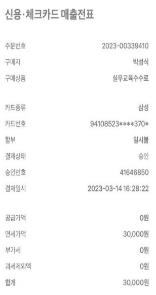 신용·체크카드 매출전표
주문번호 2023-00339410
구매자 박성식
구매상품 실무교육수수료
카드종류 삼성
카드번호 94108523****370*
할부 일시불
결제상태 승인
승인번호 41646850
결제일시 2023-03-14 16:28:22
공급가액 0원
면세가액 30,000원
부가세 0원
과세제외액 0원
합계 30,000원